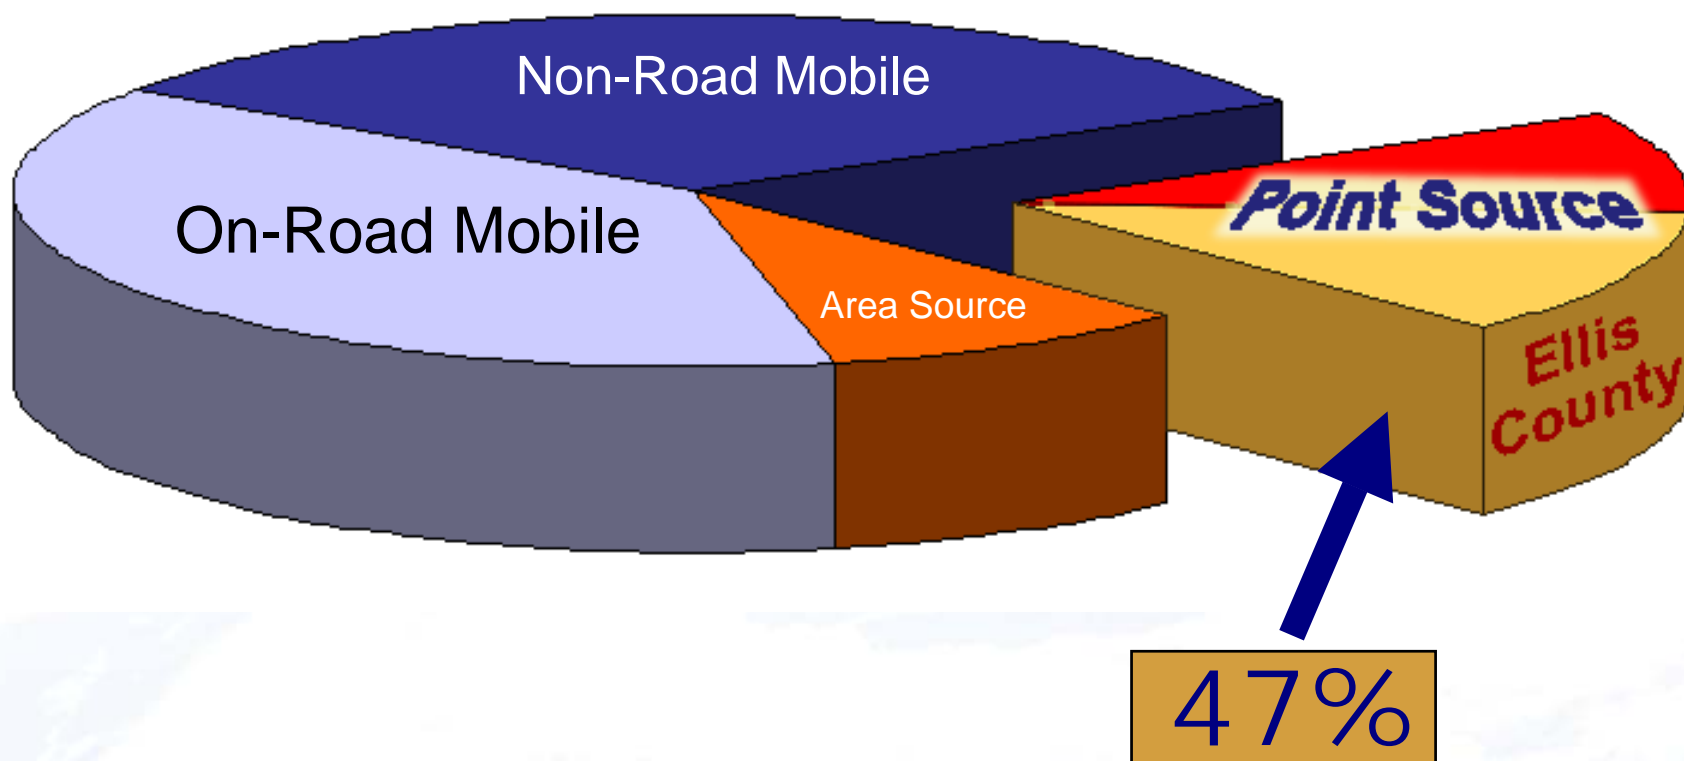 Non-Road Mobile
On-Road Mobile
Point Source
Area Source
Ellis
County
47%